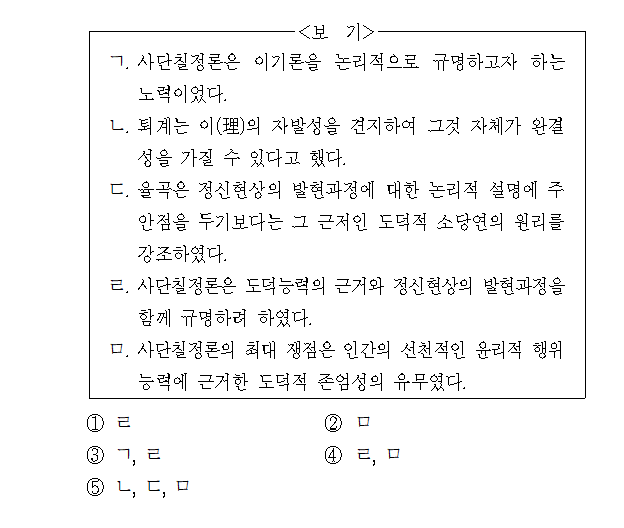 <보 기>
ㄱ. 사단칠정론은 이기론을 논리적으로 규명하고자 하는
노력이었다.
ㄴ. 퇴계는 이(理)의 자발성을 견지하여 그것 자체가 완결
성을 가질 수 있다고 했다.
ㄷ. 율곡은 정신현상의 발현과정에 대한 논리적 설명에 주
안점을 두기보다는 그 근저인 도덕적 소당연의 원리를
강조하였다.
ㄹ. 사단칠정론은 도덕능력의 근거와 정신현상의 발현과정을
함께 규명하려 하였다.
ㅁ. 사단칠정론의 최대 쟁점은 인간의 선천적인 윤리적 행위
능력에 근거한 도덕적 존엄성의 유무였다.
① ㄹ ② ㅁ
③ ㄱ, ㄹ ④ ㄹ, ㅁ
⑤ ㄴ, ㄷ, ㅁ